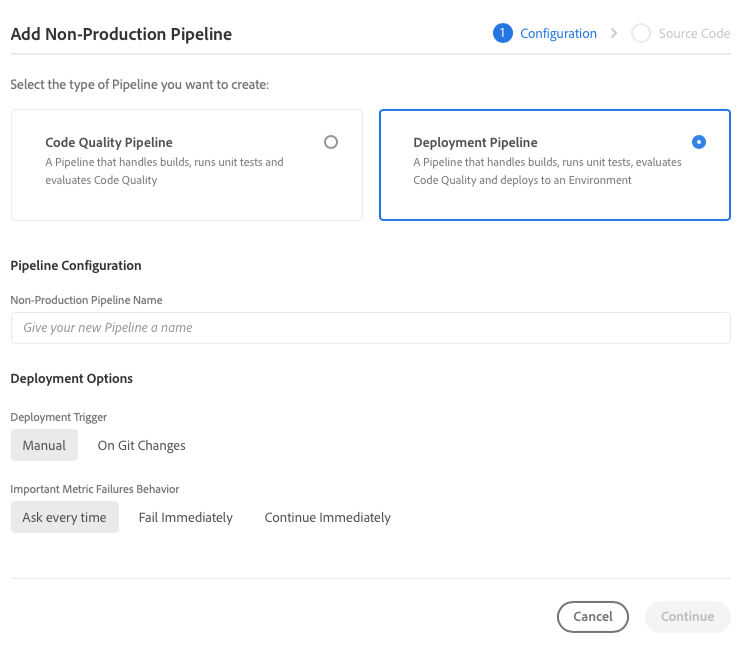 Add Non-Production Pipeline
1 Configuration > Source Code
Select the type of Pipeline you want to create:
Code Quality Pipeline
A Pipeline that handles builds, runs unit tests and
evaluates Code Quality
Deployment Pipeline
A Pipeline that handles builds, runs unit tests, evaluates
Code Quality and deploys to an Environment
Pipeline Configuration
Non-Production Pipeline Name
Give your new Pipeline a name
Deployment Options
Deployment Trigger
Manual On Git Changes
Important Metric Failures Behavior
Ask every time Fail Immediately Continue Immediately
Cancel Continue